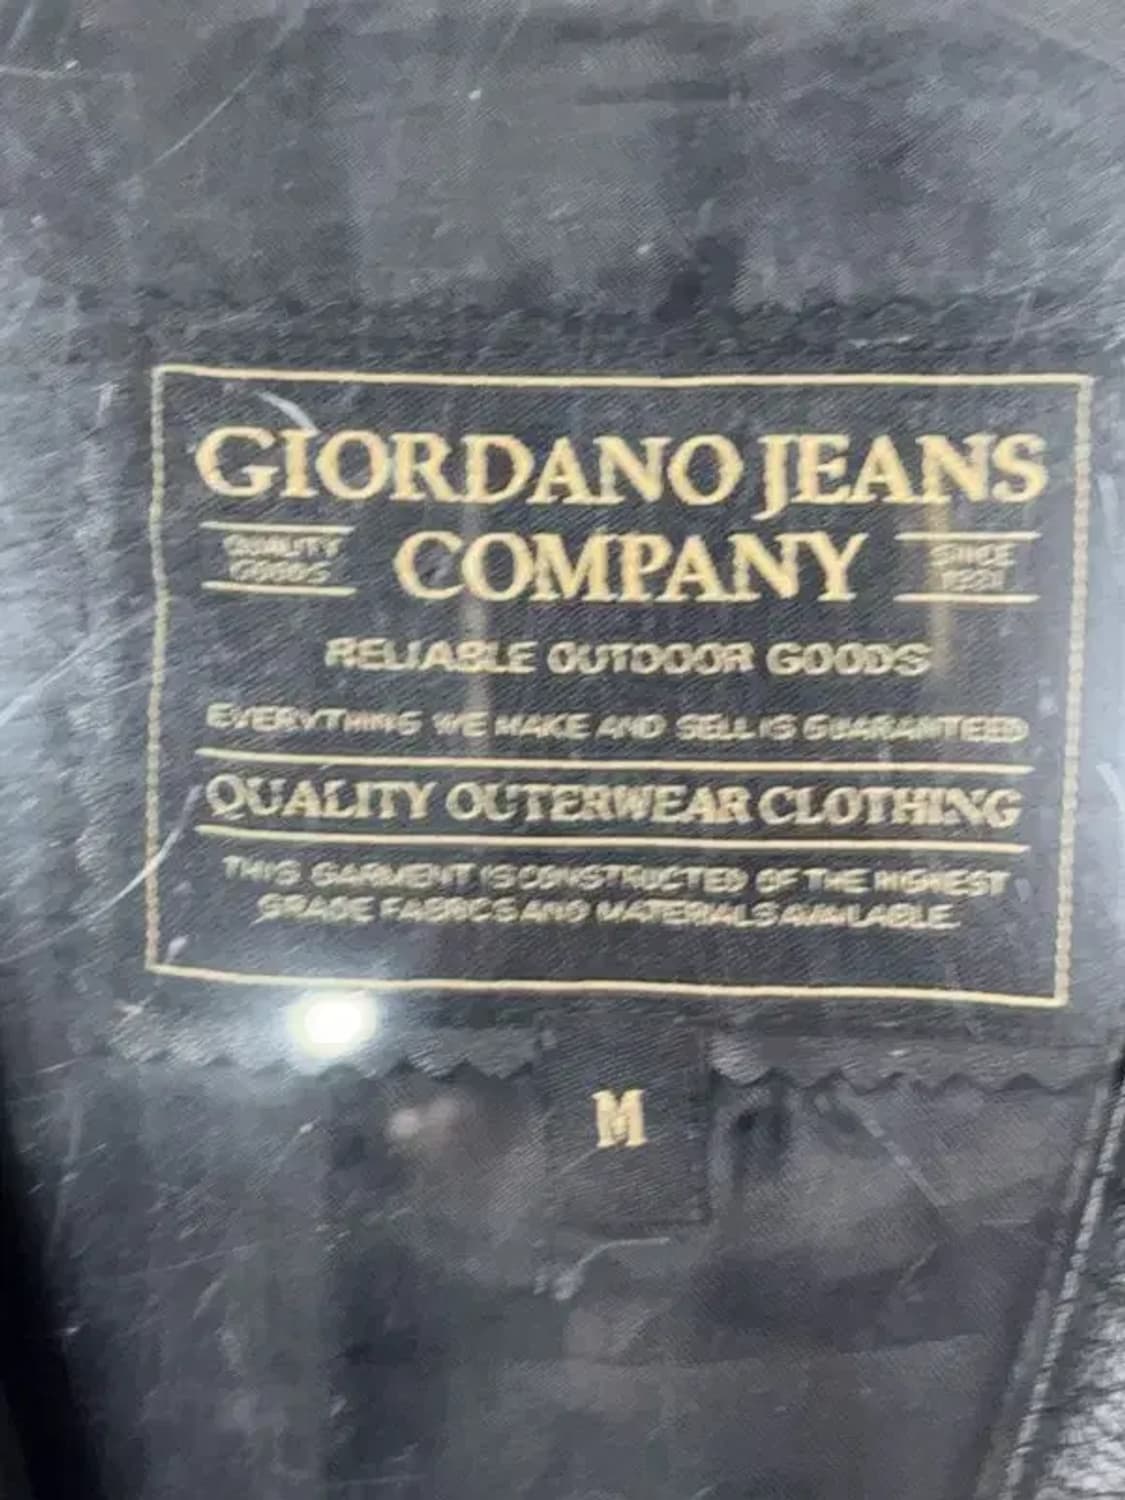 GIORDANO JEANS
QUALITY
GOODS
COMPANY
SINCE
RELIABLE OUTDOOR GOODS
EVERYTHING WE MAKE AND SELL IS GUARANTEED
QUALITY OUTERWEAR CLOTHING
THIS GARMENT IS CONSTRUCTED OF THE HIGHEST
GRADE FABRICS AND MATERIALS AVAILABLE.
M